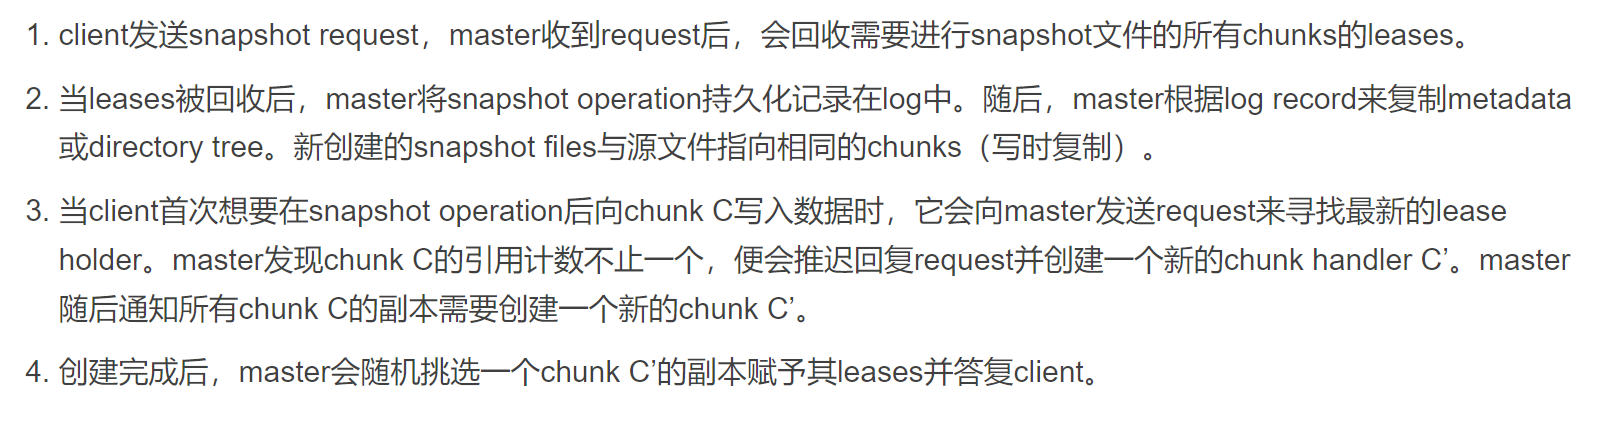 1. client发送snapshot request，master收到request后，会回收需要进行snapshot文件的所有chunks的leases。
2. 当leases被回收后，master将snapshot operation持久化记录在log中。随后，master根据log record来复制metadata
或directory tree。新创建的snapshot files与源文件指向相同的chunks（写时复制）。
3. 当client首次想要在snapshot operation后向chunk C写入数据时，它会向master发送request来寻找最新的lease
holder。master发现chunk C的引用计数不止一个，便会推迟回复request并创建一个新的chunk handler C’。master
随后通知所有chunk C的副本需要创建一个新的chunk C’。
4. 创建完成后，master会随机挑选一个chunk C’的副本赋予其leases并答复client。